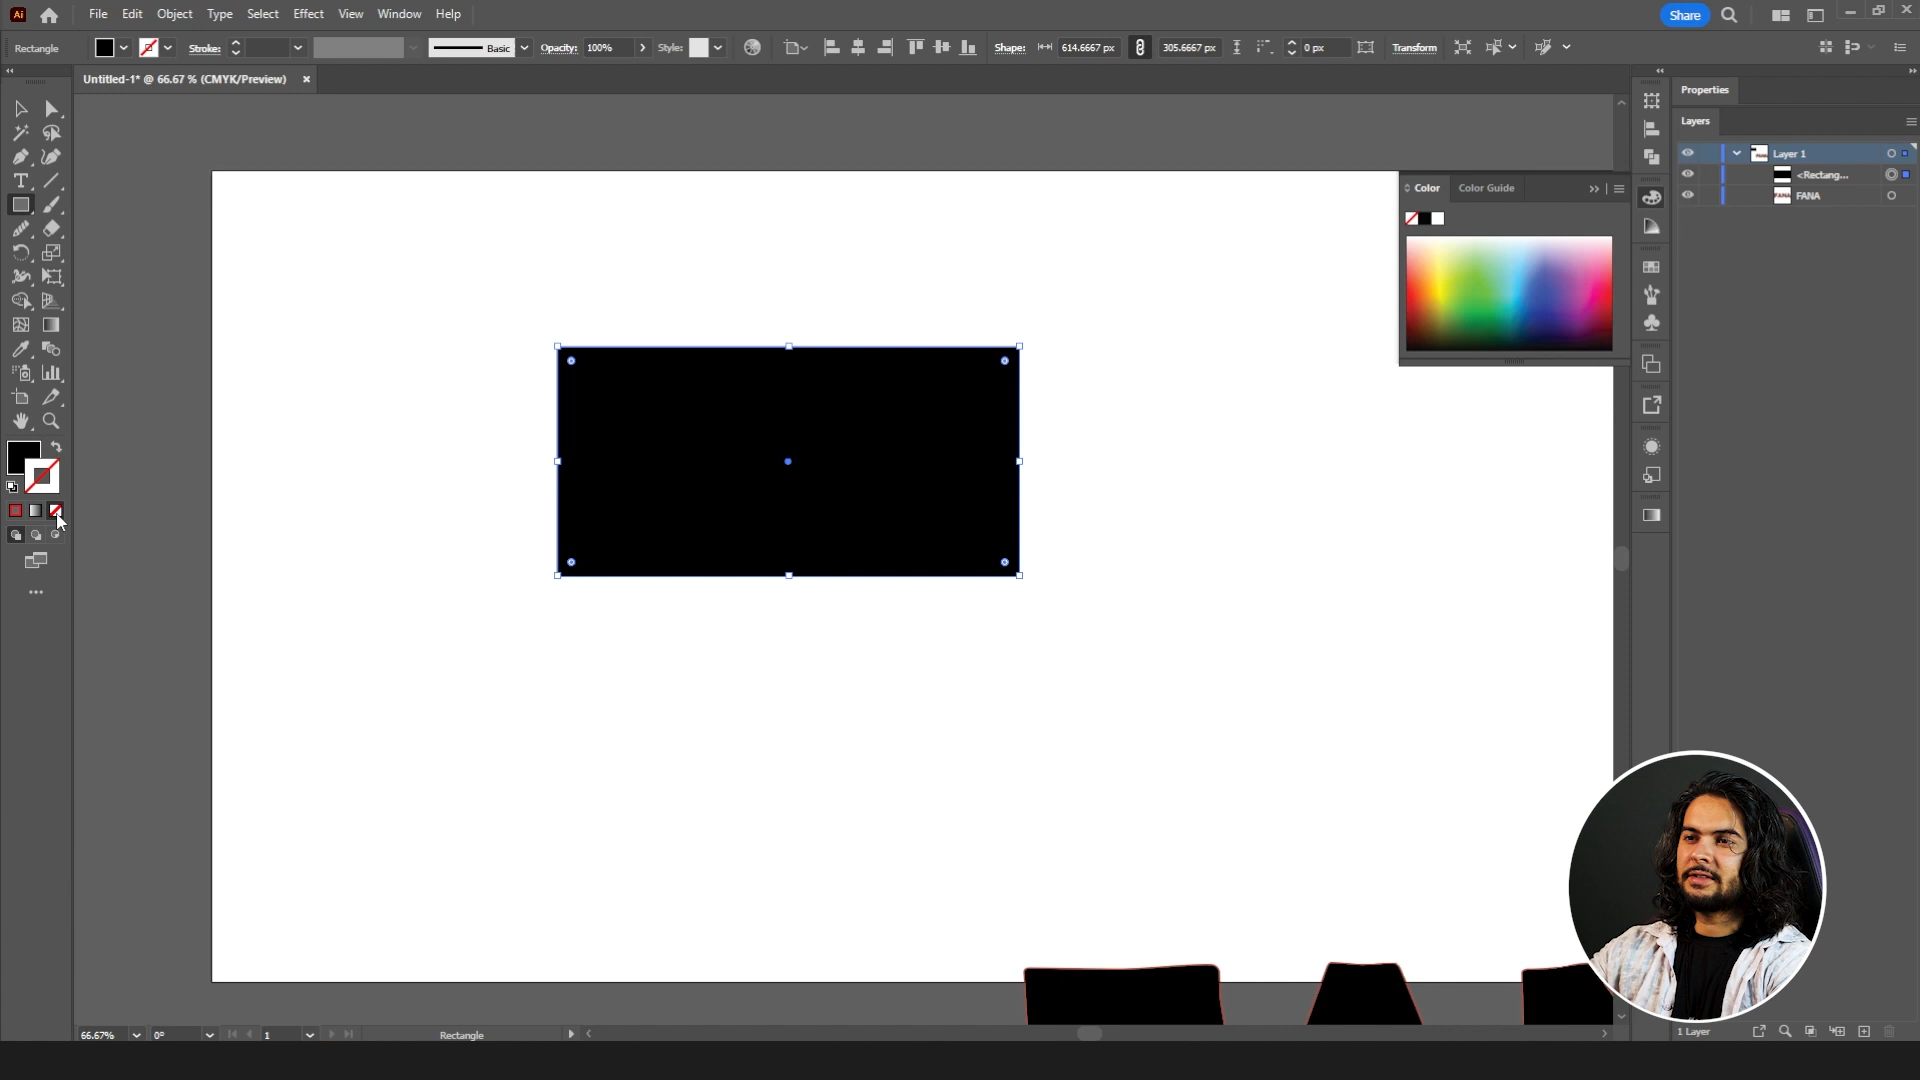 Ai File Edit Object Type Select Effect View Window Help Share
Rectangle Stroke: Basic Opacity: 100% Style: Shape: 614.6667 px 305.6667 px 0 px Transform
Untitled-1* @ 66.67 % (CMYK/Preview) ×
Properties
Layers
Layer 1
<Rectang...
FANA
Color Color Guide
66.67% 0° 1 Rectangle
1 Layer